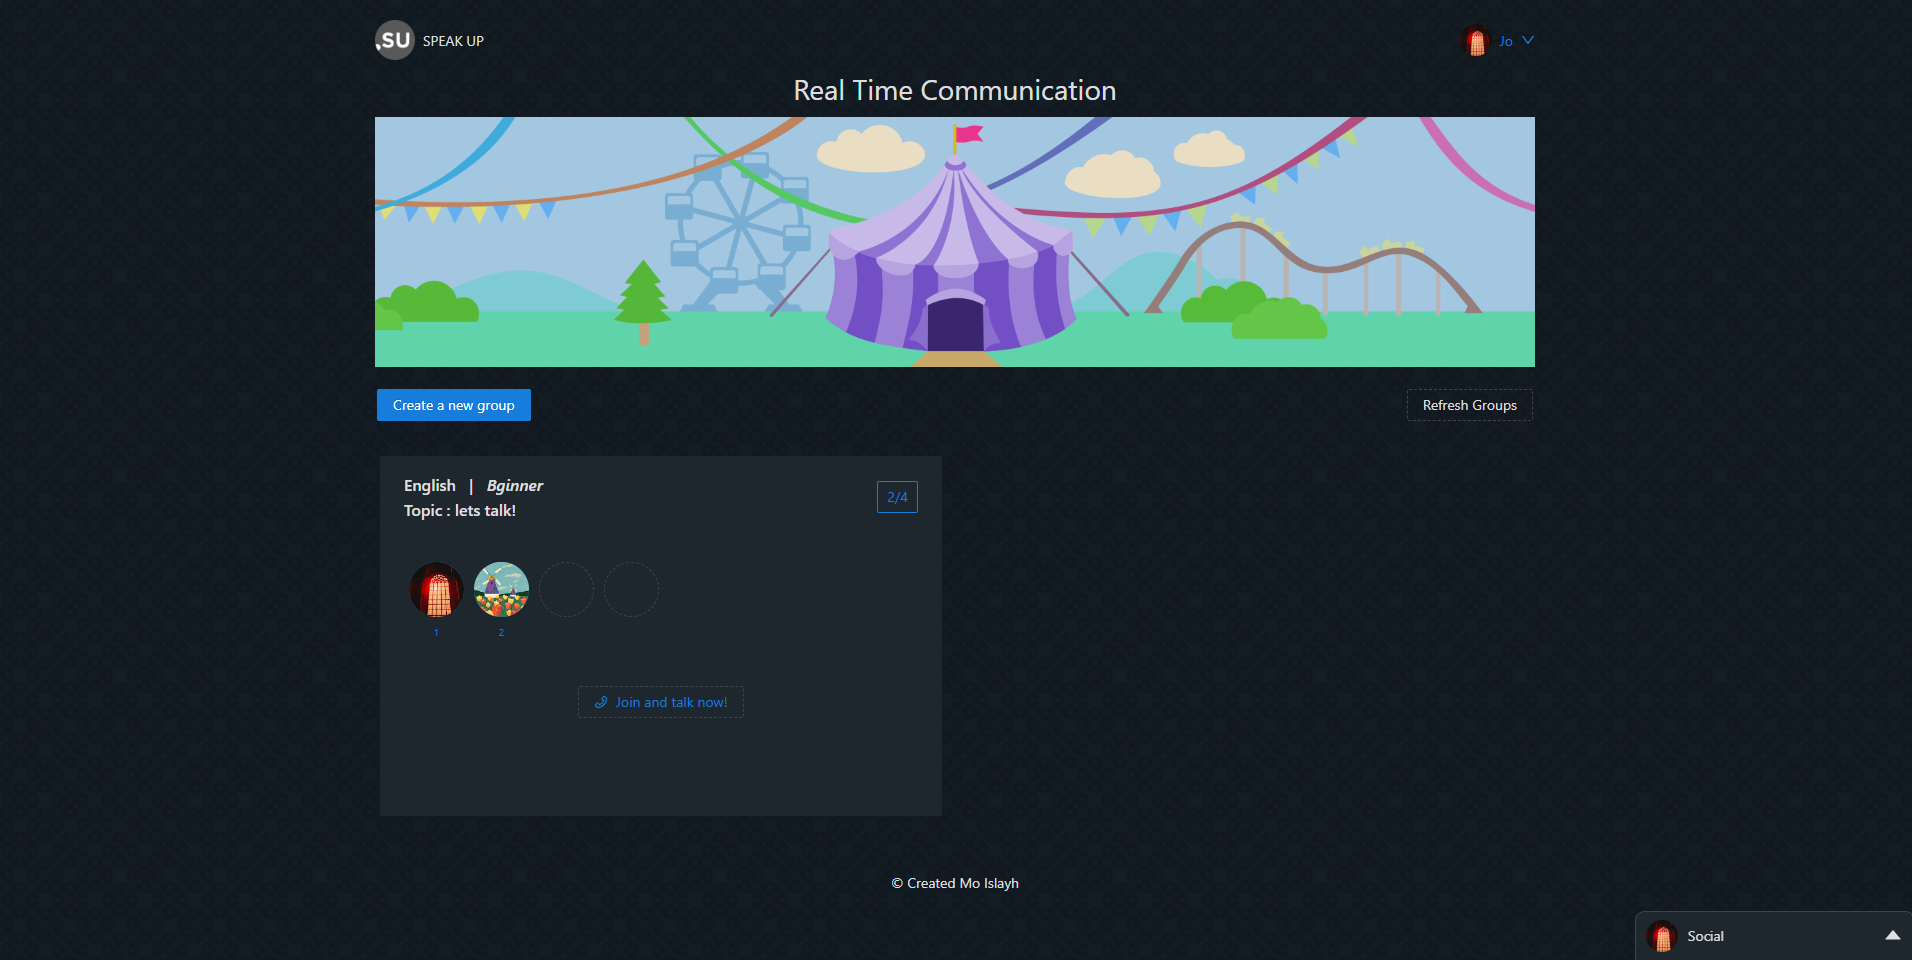 .SU SPEAK UP
Jo
Real Time Communication
Create a new group
Refresh Groups
English | Bginner
2/4
Topic : lets talk!
1 2
Join and talk now!
© Created Mo Islayh
Social